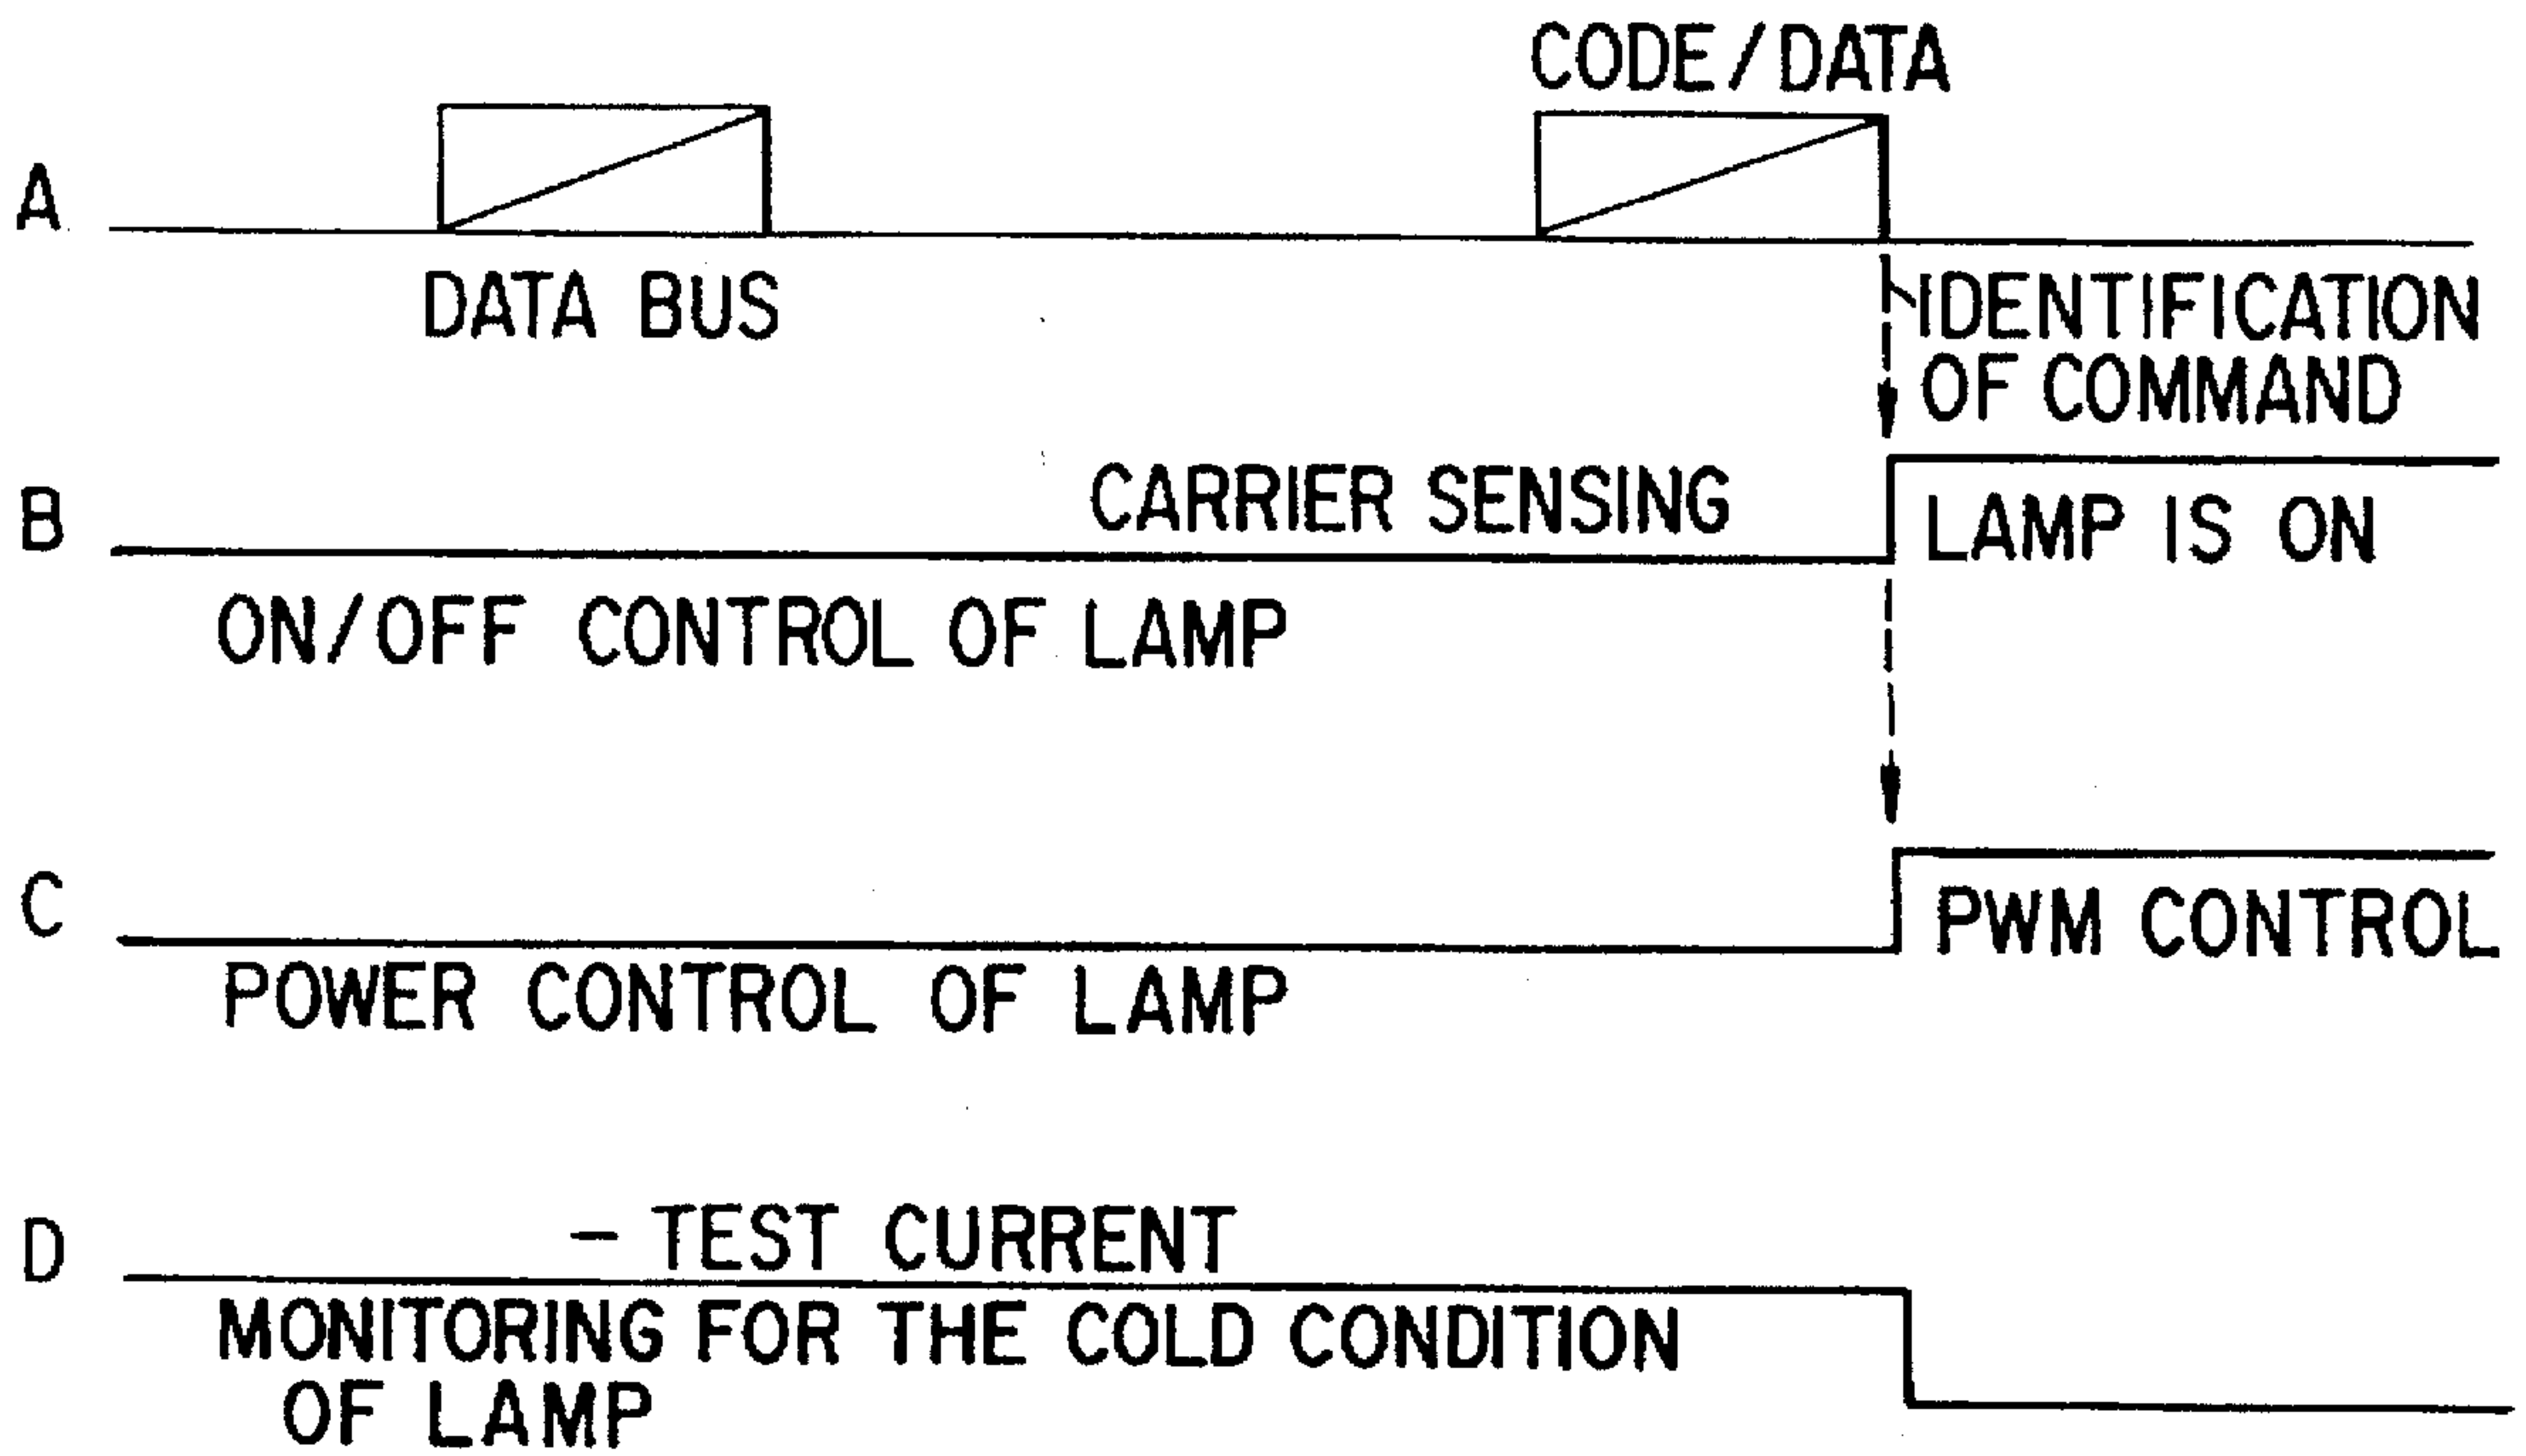 CODE/DATA
A
DATA BUS
IDENTIFICATION
OF COMMAND
CARRIER SENSING
B
LAMP IS ON
ON/OFF CONTROL OF LAMP
C
PWM CONTROL
POWER CONTROL OF LAMP
D
– TEST CURRENT
MONITORING FOR THE COLD CONDITION
OF LAMP